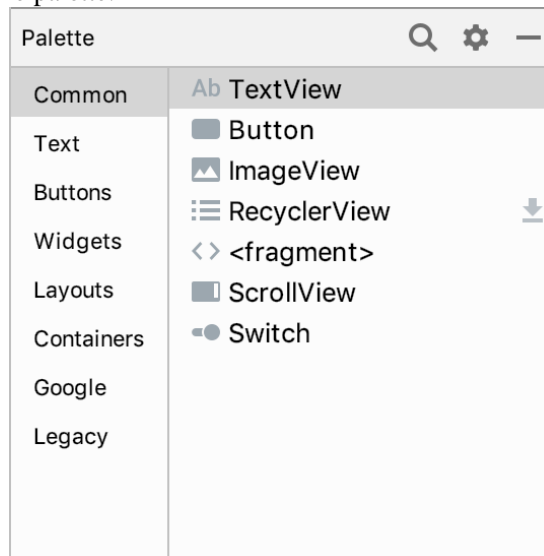 Palette
Common
Text
Buttons
Widgets
Layouts
Containers
Google
Legacy
Ab TextView
Button
ImageView
RecyclerView
<fragment>
ScrollView
Switch